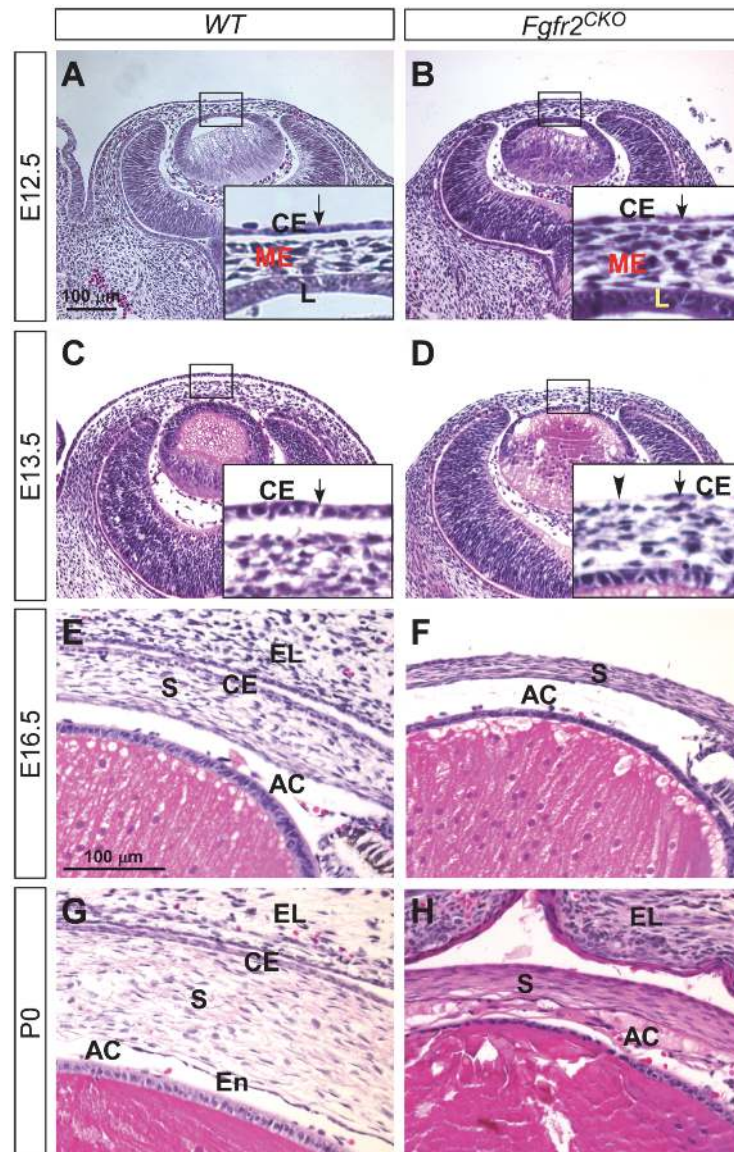 WT
Fgfr2CKO
E12.5
A
CE
ME
L
100 μm
B
CE
ME
L
E13.5
C
CE
D
CE
E16.5
E
EL
S
CE
AC
100 μm
F
S
AC
P0
G
EL
CE
S
AC
En
H
EL
S
AC